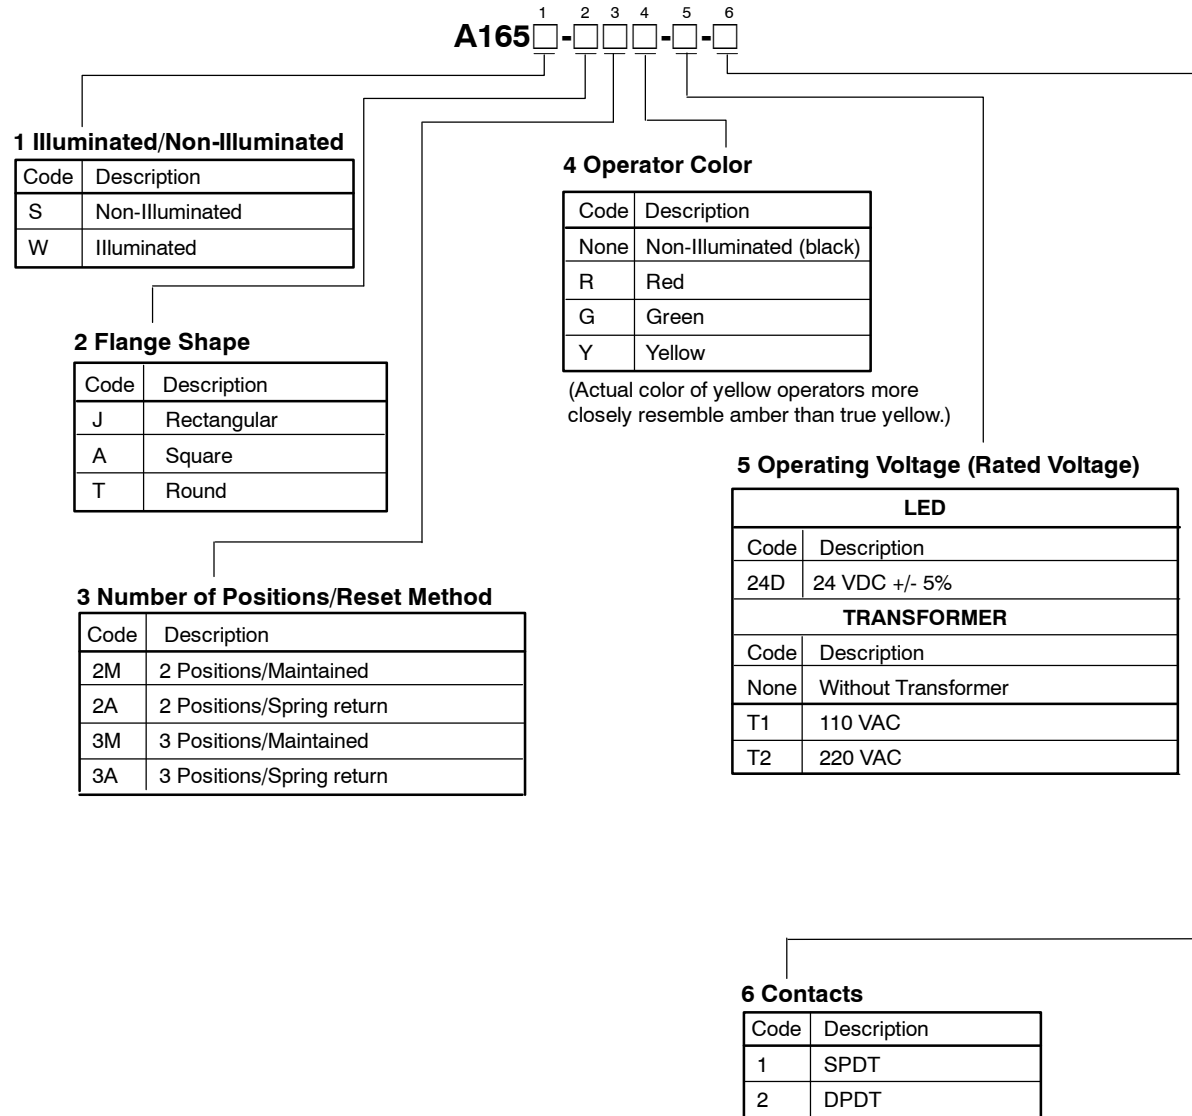 1 2 3 4 5 6
A165□-□□□-□-□
1 Illuminated/Non-Illuminated
Code Description
S Non-Illuminated
W Illuminated
4 Operator Color
Code Description
None Non-Illuminated (black)
R Red
G Green
Y Yellow
(Actual color of yellow operators more
closely resemble amber than true yellow.)
2 Flange Shape
Code Description
J Rectangular
A Square
T Round
5 Operating Voltage (Rated Voltage)
LED
Code Description
24D 24 VDC +/- 5%
TRANSFORMER
Code Description
None Without Transformer
T1 110 VAC
T2 220 VAC
3 Number of Positions/Reset Method
Code Description
2M 2 Positions/Maintained
2A 2 Positions/Spring return
3M 3 Positions/Maintained
3A 3 Positions/Spring return
6 Contacts
Code Description
1 SPDT
2 DPDT